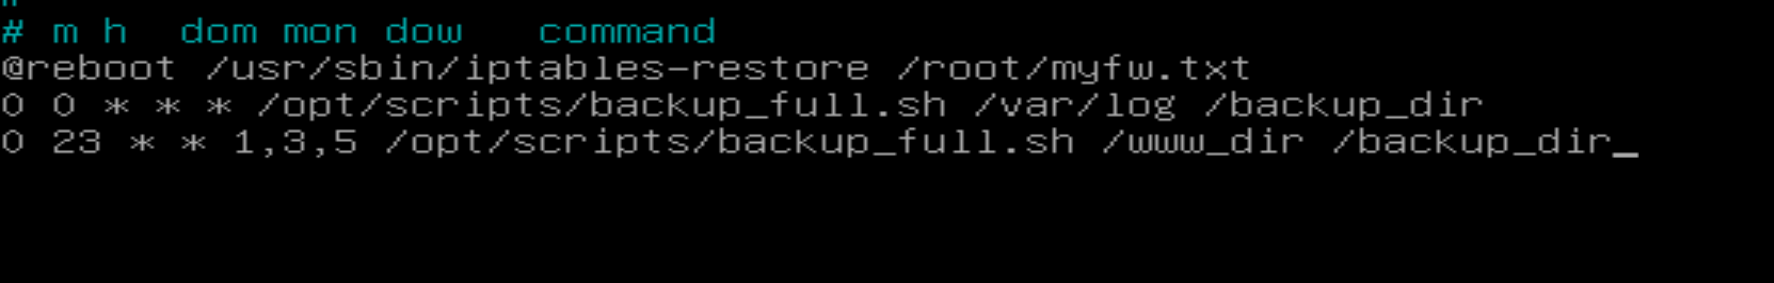 #
# m h  dom mon dow   command
@reboot /usr/sbin/iptables-restore /root/myfw.txt
0 0 * * * /opt/scripts/backup_full.sh /var/log /backup_dir
0 23 * * 1,3,5 /opt/scripts/backup_full.sh /www_dir /backup_dir